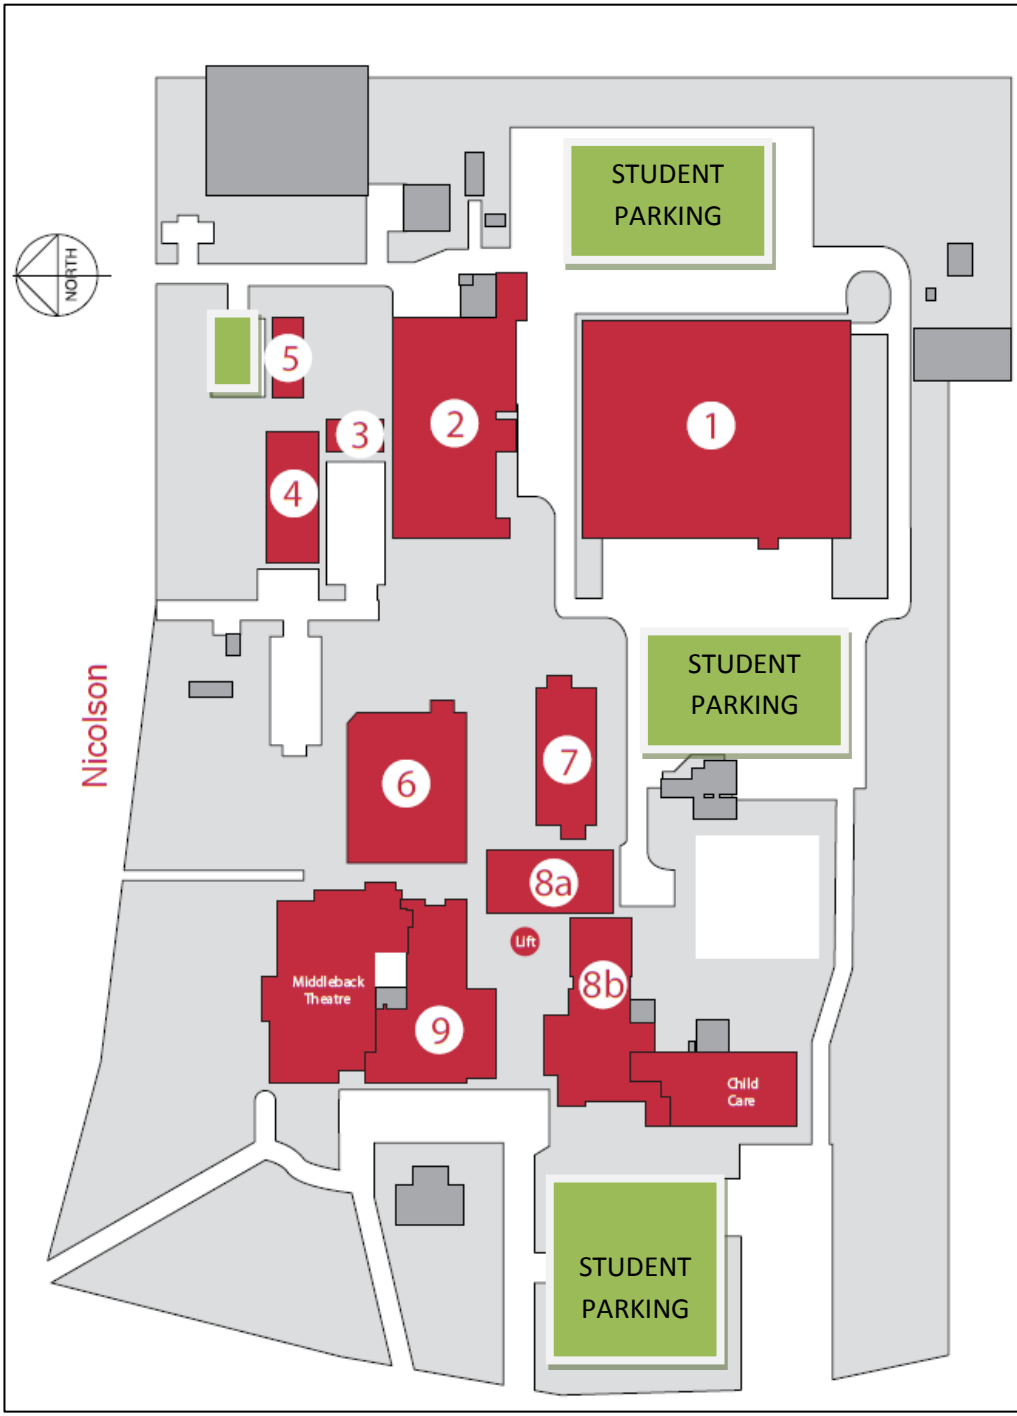 STUDENT
PARKING
NORTH
5
2
1
3
4
STUDENT
PARKING
Nicolson
6
7
8a
Lift
Middleback
Theatre
8b
9
Child
Care
STUDENT
PARKING